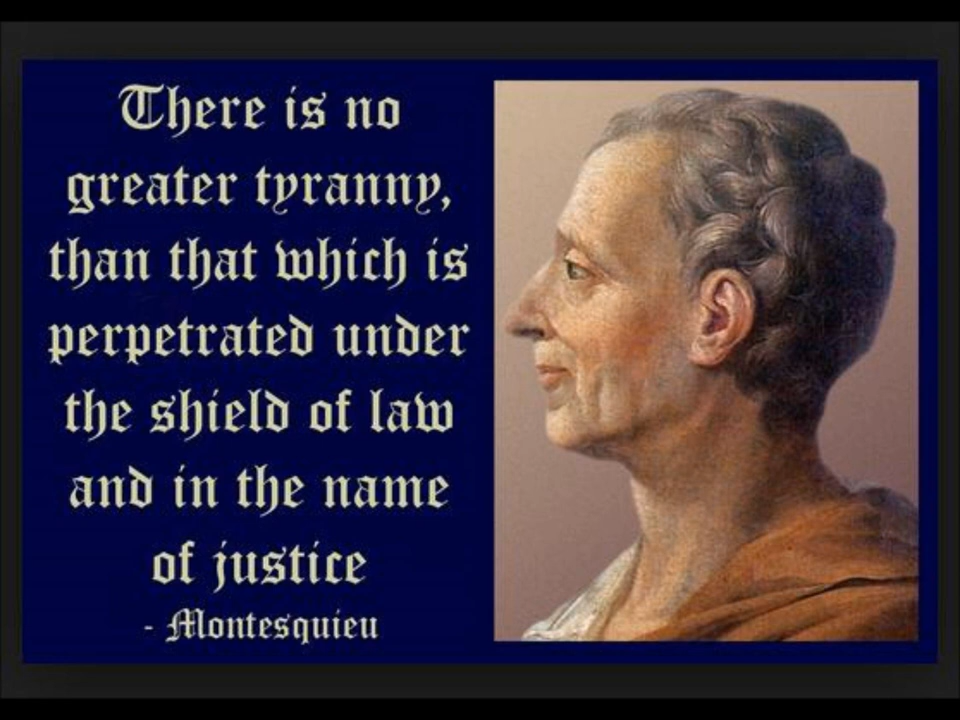 There is no
greater tyranny,
than that which is
perpetrated under
the shield of law
and in the name
of justice
- Montesquieu